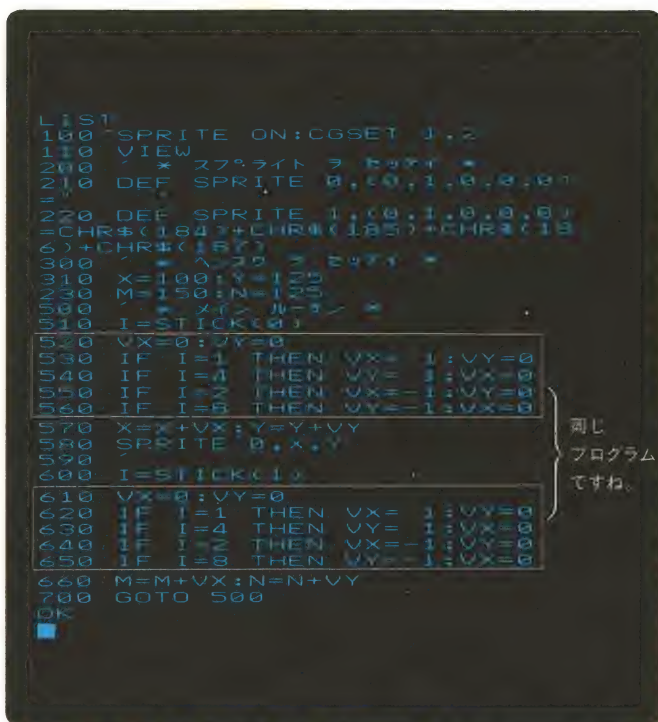 LIST
100 SPRITE ON:CGSET 1,2
110 VIEW
200 ' * スプライト ヲ セッテイ *
210 DEF SPRITE 0,(0,1,0,0,0)
="
220 DEF SPRITE 1,(0,1,0,0,0)
=CHR$(184)+CHR$(185)+CHR$(18
6)+CHR$(187)
300 ' * ヘンスウ ヲ セッテイ *
310 X=100:Y=125
230 M=150:N=125
500 ' * メイン ルーチン *
510 I=STICK(0)
520 VX=0:VY=0
530 IF I=1 THEN VX= 1:VY=0
540 IF I=4 THEN VY= 1:VX=0
550 IF I=2 THEN VX=-1:VY=0
560 IF I=8 THEN VY=-1:VX=0
570 X=X+VX:Y=Y+VY
580 SPRITE 0,X,Y
590 '
600 I=STICK(1)
610 VX=0:VY=0
620 IF I=1 THEN VX= 1:VY=0
630 IF I=4 THEN VY= 1:VX=0
640 IF I=2 THEN VX=-1:VY=0
650 IF I=8 THEN VY=-1:VX=0
660 M=M+VX:N=N+VY
700 GOTO 500
OK
同じ
プログラム
ですね。